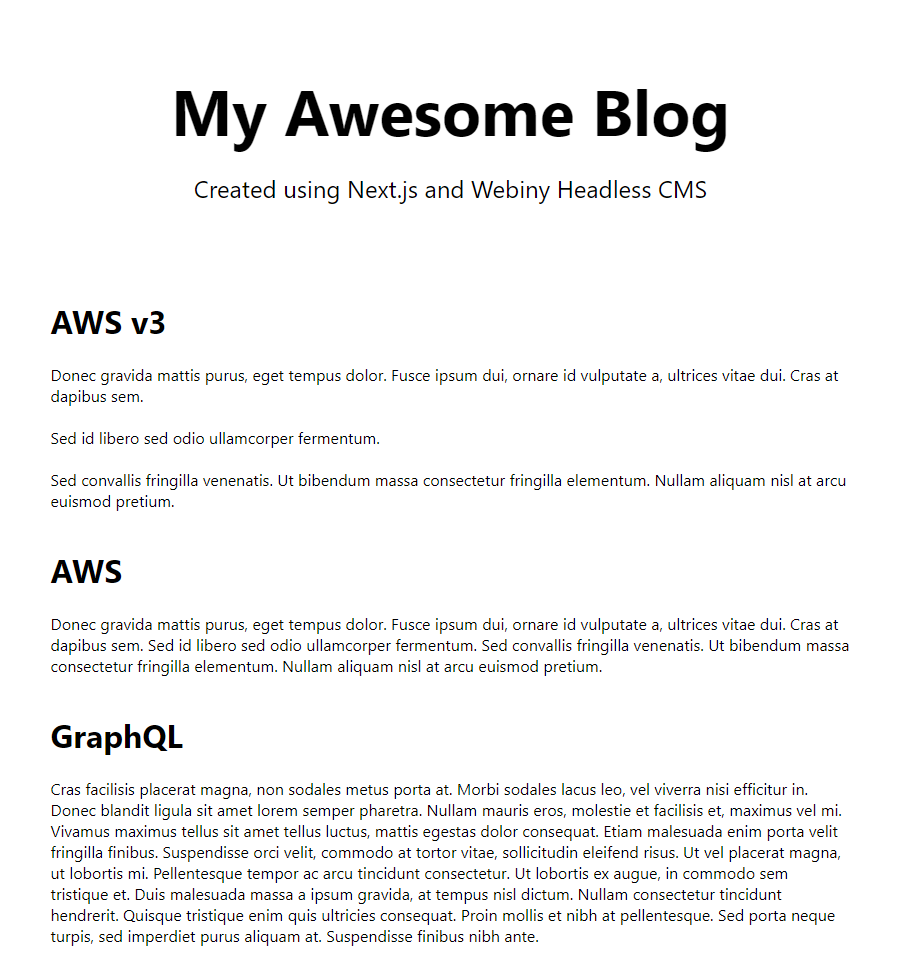 My Awesome Blog
Created using Next.js and Webiny Headless CMS
AWS v3
Donec gravida mattis purus, eget tempus dolor. Fusce ipsum dui, ornare id vulputate a, ultrices vitae dui. Cras at
dapibus sem.
Sed id libero sed odio ullamcorper fermentum.
Sed convallis fringilla venenatis. Ut bibendum massa consectetur fringilla elementum. Nullam aliquam nisl at arcu
euismod pretium.
AWS
Donec gravida mattis purus, eget tempus dolor. Fusce ipsum dui, ornare id vulputate a, ultrices vitae dui. Cras at
dapibus sem. Sed id libero sed odio ullamcorper fermentum. Sed convallis fringilla venenatis. Ut bibendum massa
consectetur fringilla elementum. Nullam aliquam nisl at arcu euismod pretium.
GraphQL
Cras facilisis placerat magna, non sodales metus porta at. Morbi sodales lacus leo, vel viverra nisi efficitur in.
Donec blandit ligula sit amet lorem semper pharetra. Nullam mauris eros, molestie et facilisis et, maximus vel mi.
Vivamus maximus tellus sit amet tellus luctus, mattis egestas dolor consequat. Etiam malesuada enim porta velit
fringilla finibus. Suspendisse orci velit, commodo at tortor vitae, sollicitudin eleifend risus. Ut vel placerat magna,
ut lobortis mi. Pellentesque tempor ac arcu tincidunt consectetur. Ut lobortis ex augue, in commodo sem
tristique et. Duis malesuada massa a ipsum gravida, at tempus nisl dictum. Nullam consectetur tincidunt
hendrerit. Quisque tristique enim quis ultricies consequat. Proin mollis et nibh at pellentesque. Sed porta neque
turpis, sed imperdiet purus aliquam at. Suspendisse finibus nibh ante.